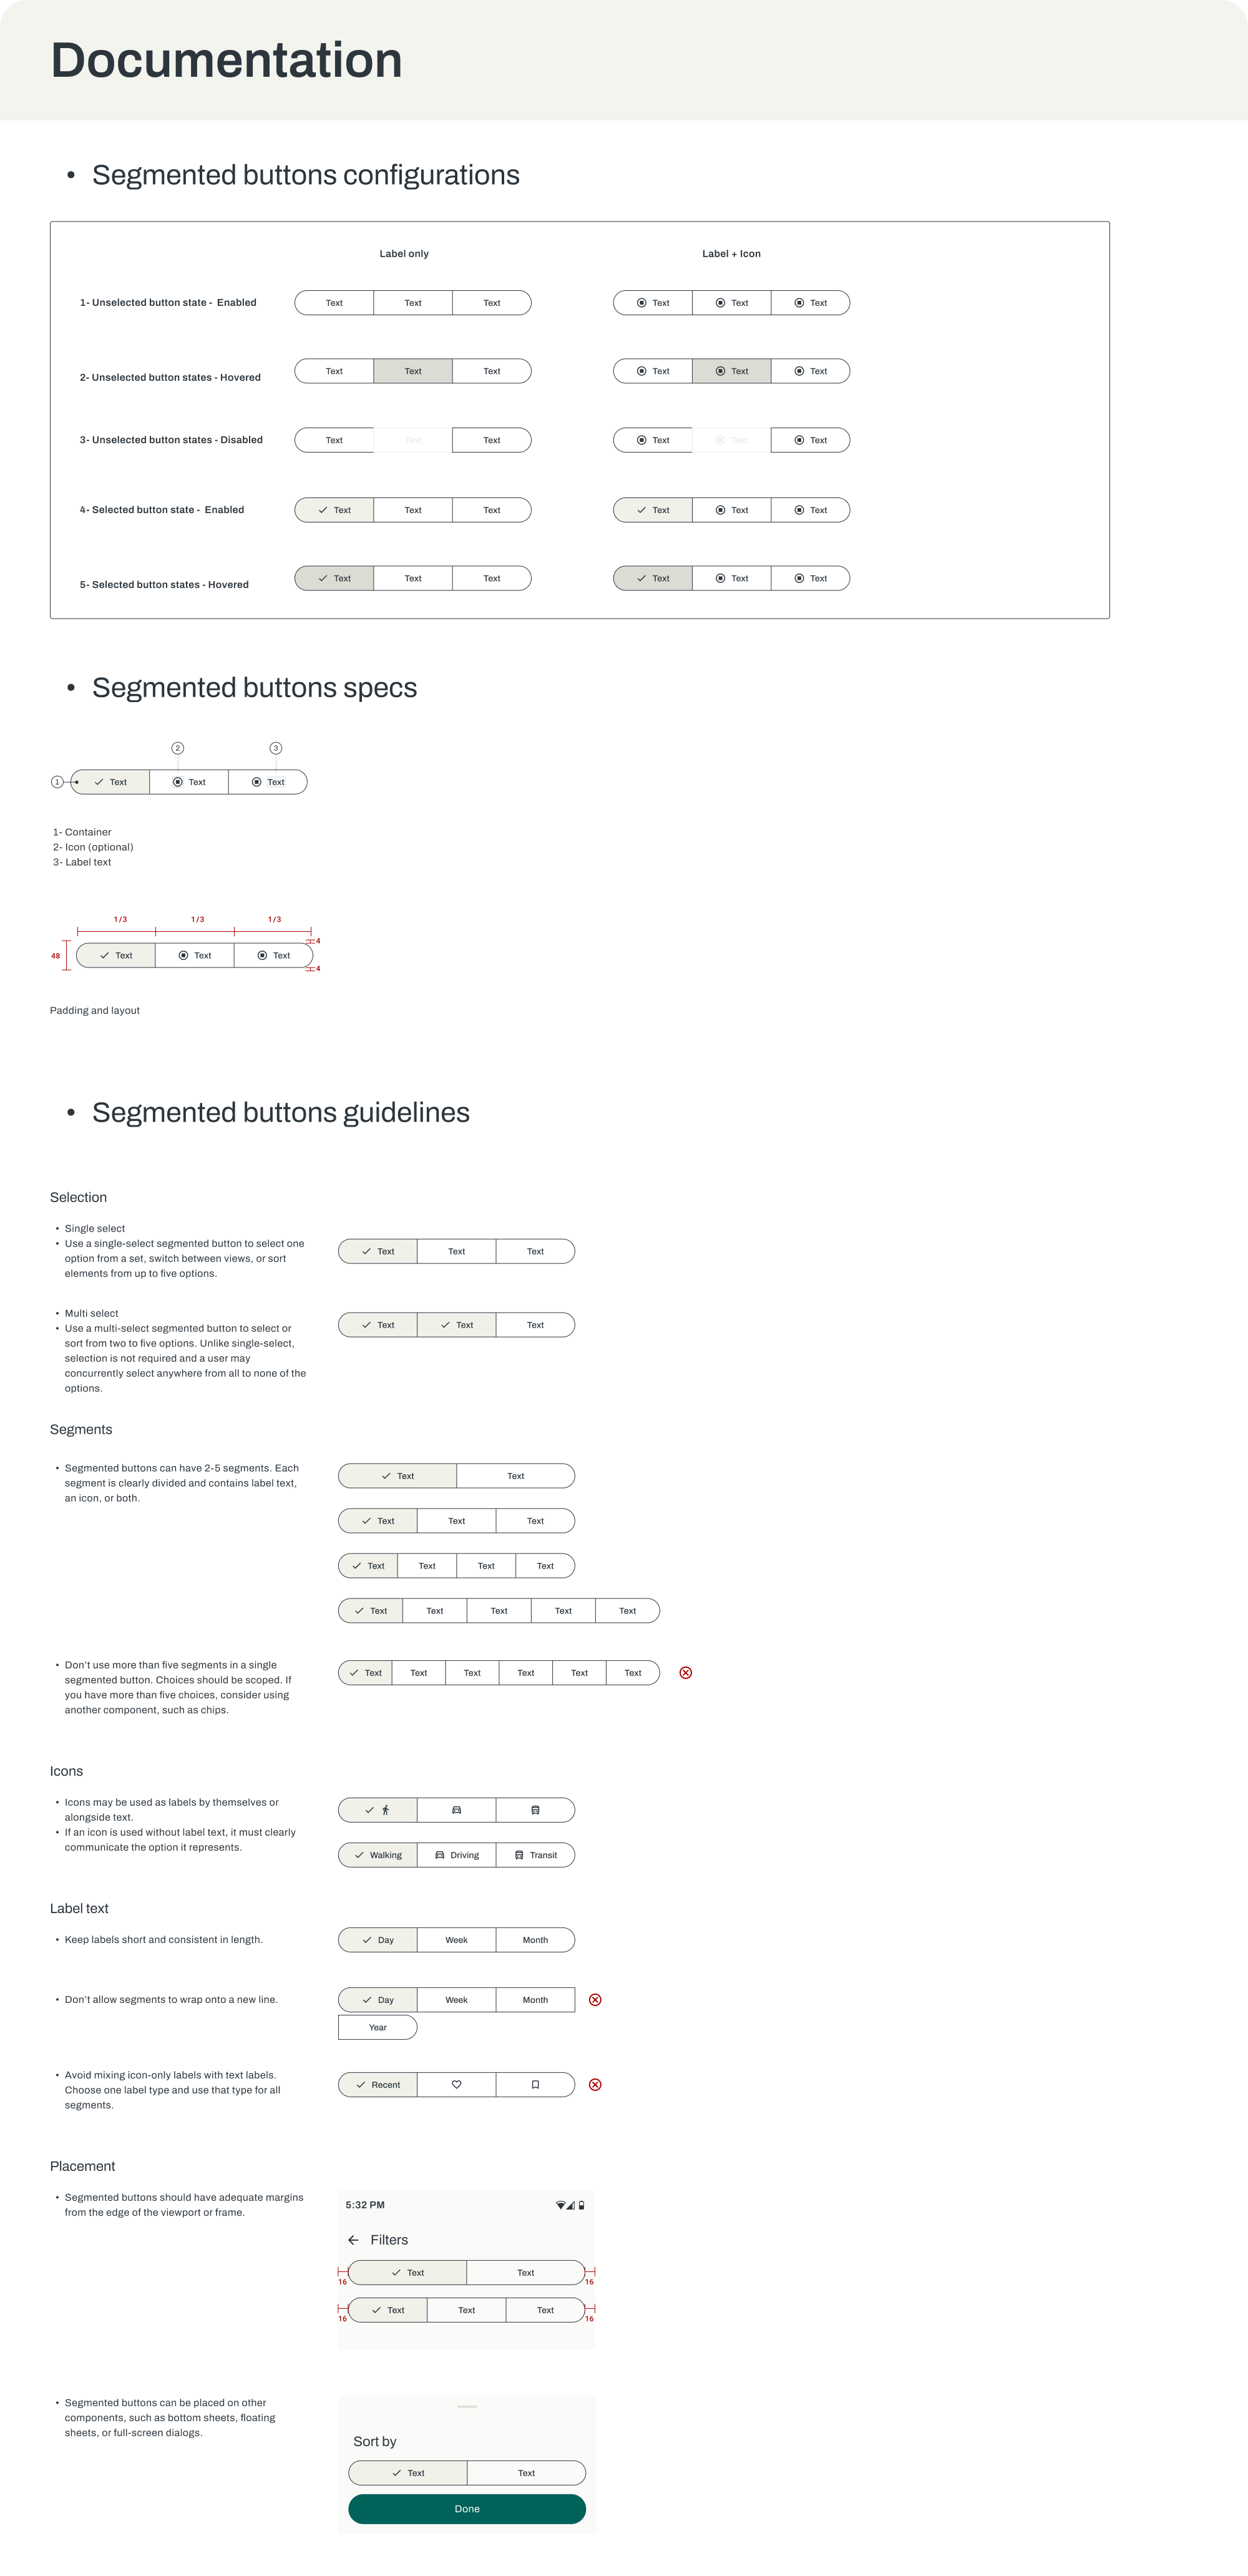 Documentation
• Segmented buttons configurations
Label only Label + Icon
1- Unselected button state - Enabled Text Text Text Text Text Text
2- Unselected button states - Hovered Text Text Text Text Text Text
3- Unselected button states - Disabled Text Text Text Text Text Text
4- Selected button state - Enabled Text Text Text Text Text Text
5- Selected button states - Hovered Text Text Text Text Text Text
• Segmented buttons specs
2 3
1 Text Text Text
1- Container
2- Icon (optional)
3- Label text
1/3 1/3 1/3
4
48 Text Text Text
4
Padding and layout
• Segmented buttons guidelines
Selection
• Single select
• Use a single-select segmented button to select one
option from a set, switch between views, or sort
elements from up to five options.
Text Text Text
• Multi select
• Use a multi-select segmented button to select or
sort from two to five options. Unlike single-select,
selection is not required and a user may
concurrently select anywhere from all to none of the
options.
Text Text Text
Segments
• Segmented buttons can have 2-5 segments. Each
segment is clearly divided and contains label text,
an icon, or both.
Text Text
Text Text Text
Text Text Text Text
Text Text Text Text Text
• Don't use more than five segments in a single
segmented button. Choices should be scoped. If
you have more than five choices, consider using
another component, such as chips.
Text Text Text Text Text Text
Icons
• Icons may be used as labels by themselves or
alongside text.
• If an icon is used without label text, it must clearly
communicate the option it represents.
Walking Driving Transit
Label text
• Keep labels short and consistent in length.
Day Week Month
• Don't allow segments to wrap onto a new line.
Day Week Month
Year
• Avoid mixing icon-only labels with text labels.
Choose one label type and use that type for all
segments.
Recent
Placement
• Segmented buttons should have adequate margins
from the edge of the viewport or frame.
5:32 PM
Filters
Text Text
16 16
Text Text Text
16 16
• Segmented buttons can be placed on other
components, such as bottom sheets, floating
sheets, or full-screen dialogs.
Sort by
Text Text
Done